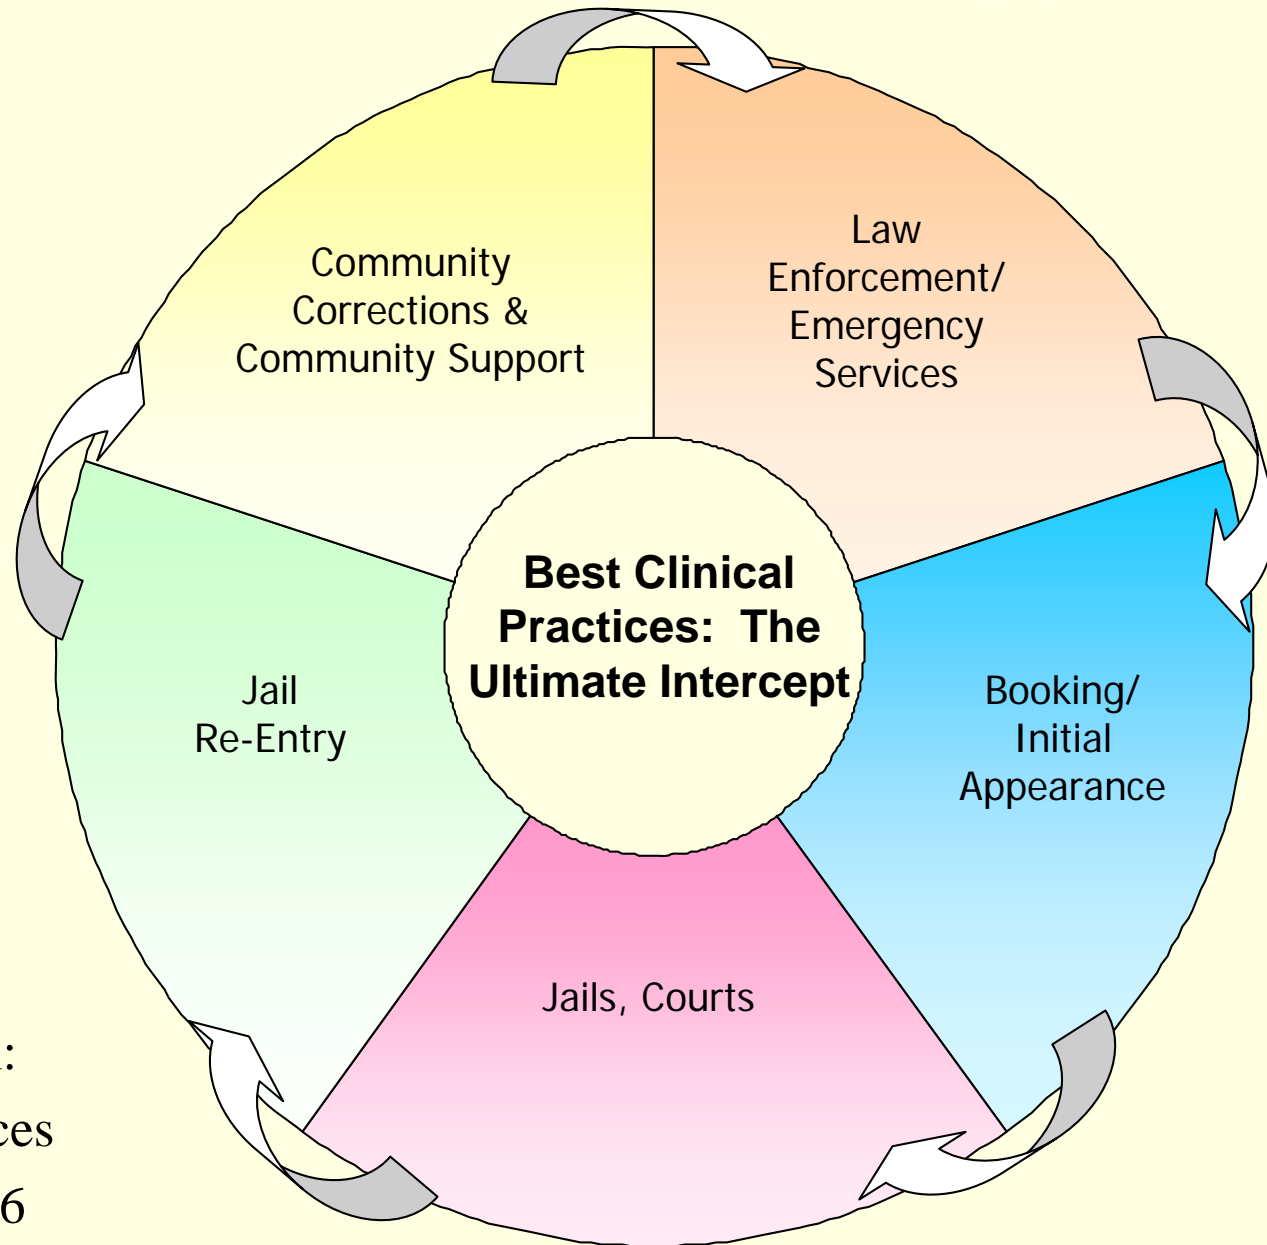 Community
Corrections &
Community Support
Law
Enforcement/
Emergency
Services
Best Clinical
Practices: The
Ultimate Intercept
Jail
Re-Entry
Booking/
Initial
Appearance
Jails, Courts
6